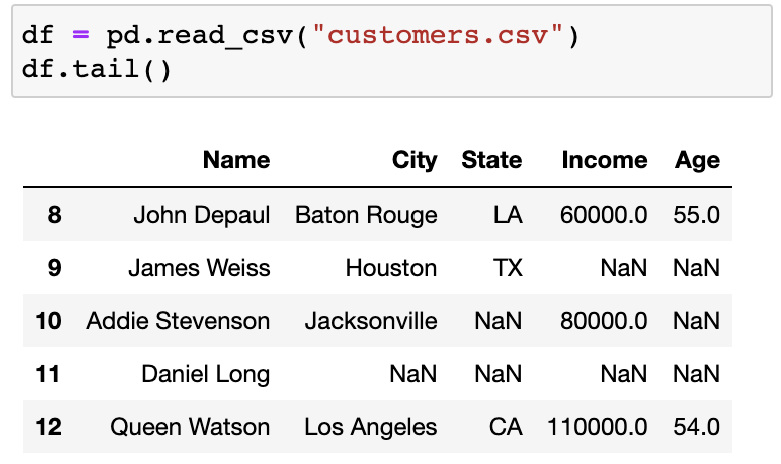 df = pd.read_csv("customers.csv")
df.tail()
Name City State Income Age
8 John Depaul Baton Rouge LA 60000.0 55.0
9 James Weiss Houston TX NaN NaN
10 Addie Stevenson Jacksonville NaN 80000.0 NaN
11 Daniel Long NaN NaN NaN NaN
12 Queen Watson Los Angeles CA 110000.0 54.0